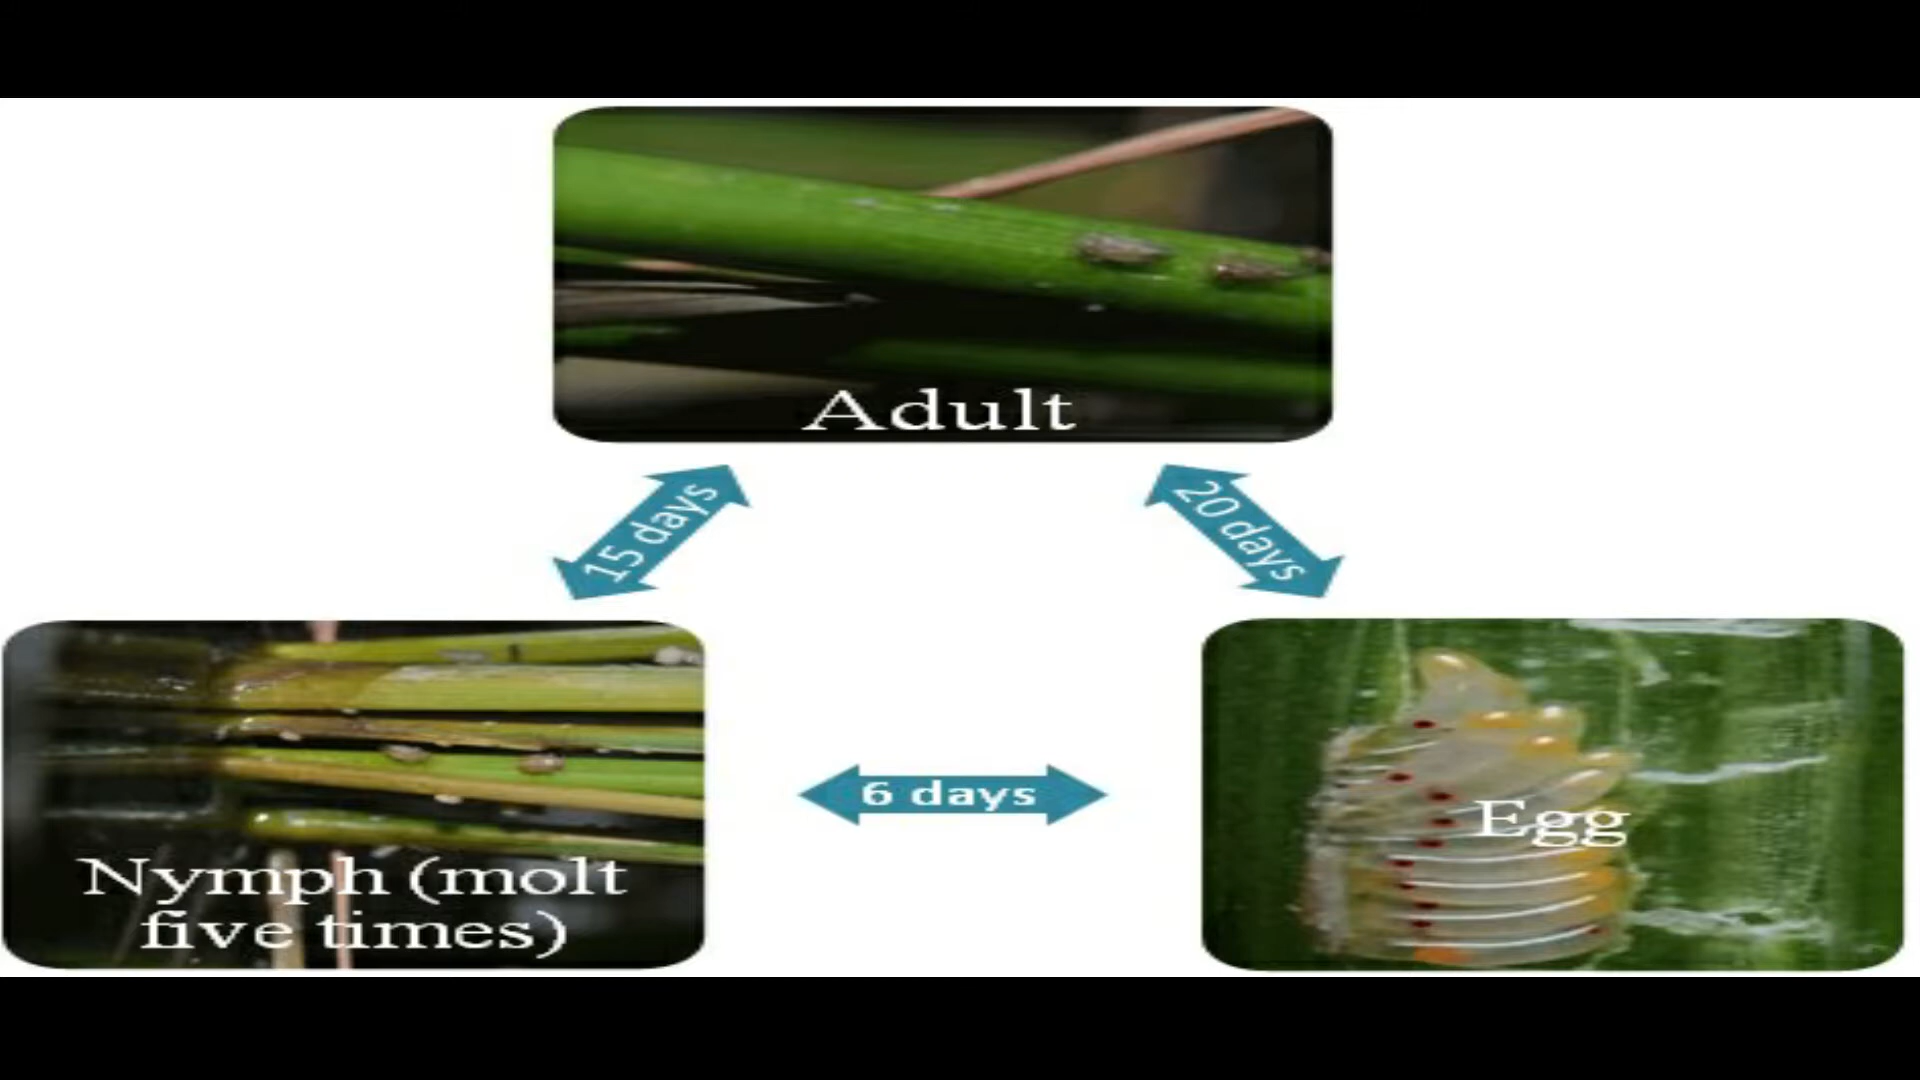 Adult
15 days
20 days
6 days
Egg
Nymph (molt
five times)